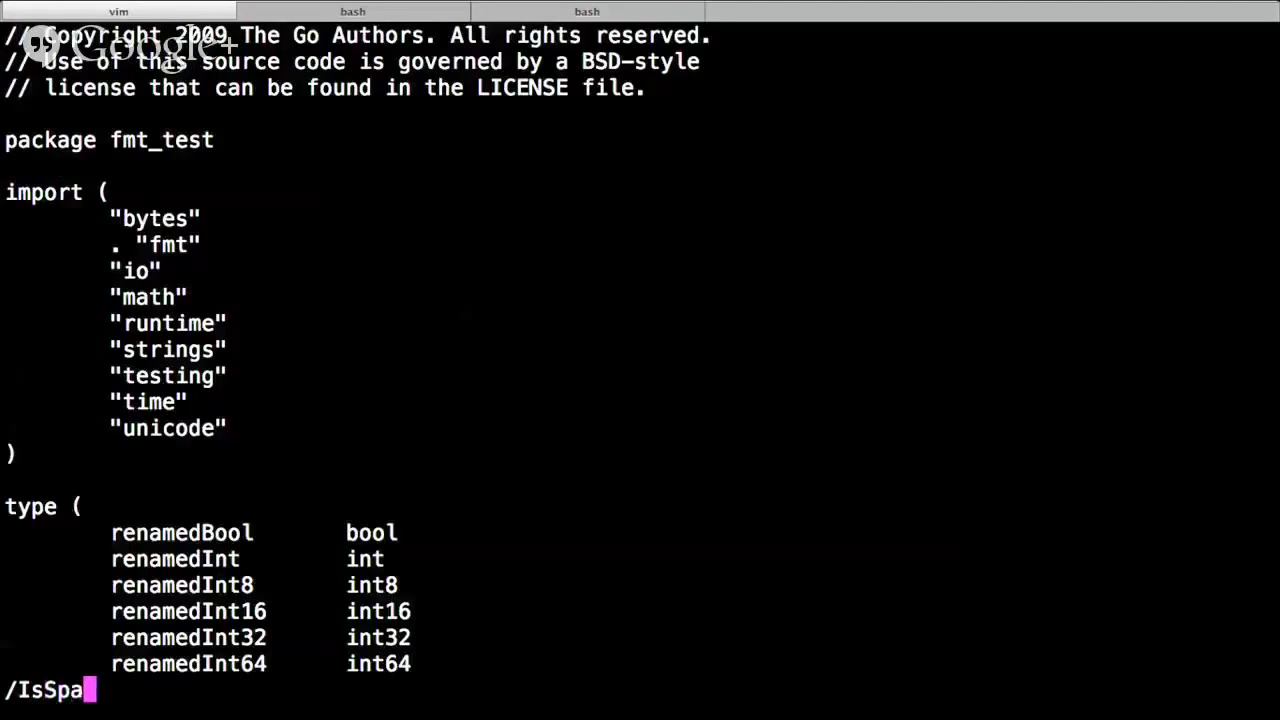 vim bash bash
Google+
// Copyright 2009 The Go Authors. All rights reserved.
// Use of this source code is governed by a BSD-style
// license that can be found in the LICENSE file.
package fmt_test
import (
"bytes"
. "fmt"
"io"
"math"
"runtime"
"strings"
"testing"
"time"
"unicode"
)
type (
renamedBool bool
renamedInt int
renamedInt8 int8
renamedInt16 int16
renamedInt32 int32
renamedInt64 int64
/IsSpa